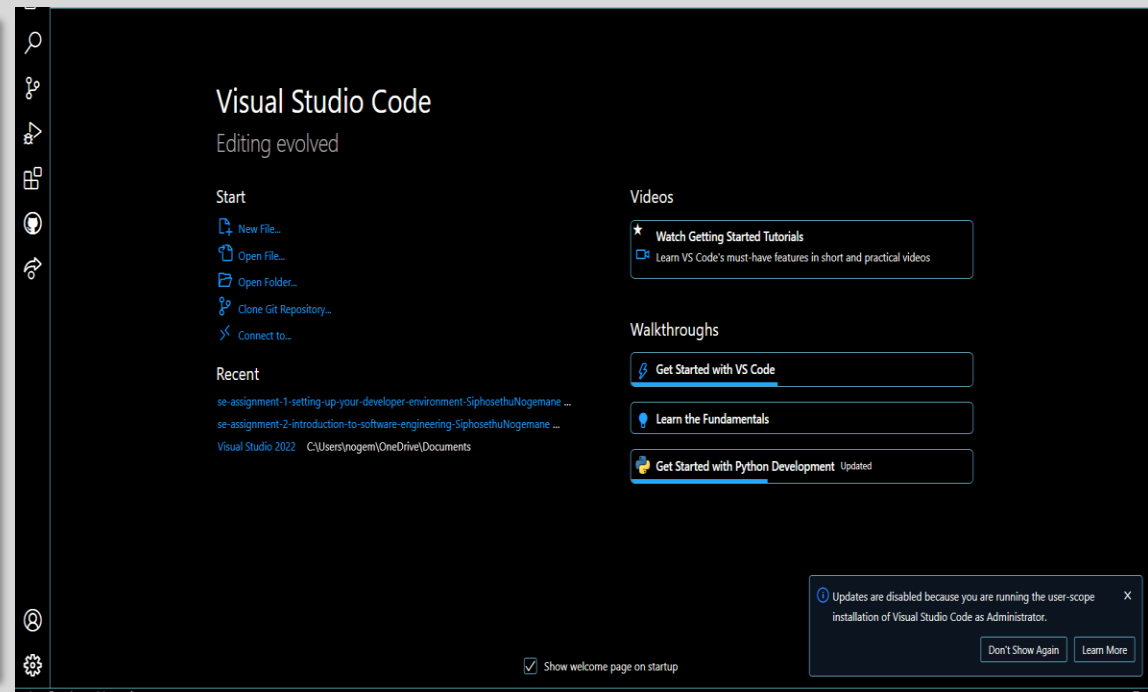 Visual Studio Code
Editing evolved
Start
New File...
Open File...
Open Folder...
Clone Git Repository...
Connect to...
Recent
se-assignment-1-setting-up-your-developer-environment-SiphosethuNogemane ...
se-assignment-2-introduction-to-software-engineering-SiphosethuNogemane ...
Visual Studio 2022 C:\Users\nogem\OneDrive\Documents
Videos
Watch Getting Started Tutorials
Learn VS Code's must-have features in short and practical videos
Walkthroughs
Get Started with VS Code
Learn the Fundamentals
Get Started with Python Development Updated
Updates are disabled because you are running the user-scope
installation of Visual Studio Code as Administrator.
Don't Show Again Learn More
Show welcome page on startup